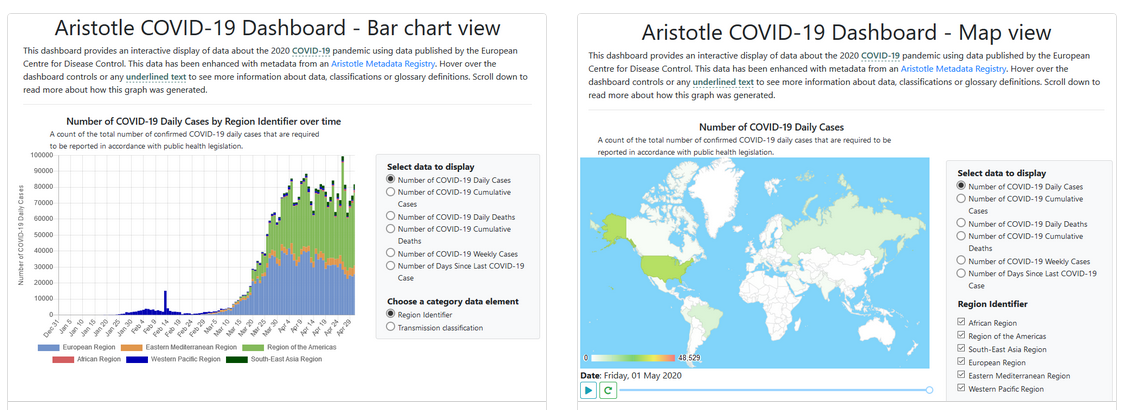 Aristotle COVID-19 Dashboard - Bar chart view
This dashboard provides an interactive display of data about the 2020 COVID-19 pandemic using data published by the European
Centre for Disease Control. This data has been enhanced with metadata from an Aristotle Metadata Registry. Hover over the
dashboard controls or any underlined text to see more information about data, classifications or glossary definitions. Scroll down to
read more about how this graph was generated.
Number of COVID-19 Daily Cases by Region Identifier over time
A count of the total number of confirmed COVID-19 daily cases that are required
to be reported in accordance with public health legislation.
Number of COVID-19 Daily Cases
100000
90000
80000
70000
60000
50000
40000
30000
20000
10000
0
Dec 31
Jan 5
Jan 10
Jan 15
Jan 20
Jan 25
Jan 30
Feb 4
Feb 9
Feb 14
Feb 19
Feb 24
Feb 29
Mar 5
Mar 10
Mar 15
Mar 20
Mar 25
Mar 30
Apr 4
Apr 9
Apr 14
Apr 19
Apr 24
Apr 29
European Region Eastern Mediterranean Region Region of the Americas
African Region Western Pacific Region South-East Asia Region
Select data to display
Number of COVID-19 Daily Cases
Number of COVID-19 Cumulative
Cases
Number of COVID-19 Daily Deaths
Number of COVID-19 Cumulative
Deaths
Number of COVID-19 Weekly Cases
Number of Days Since Last COVID-19
Case
Choose a category data element
Region Identifier
Transmission classification
Aristotle COVID-19 Dashboard - Map view
This dashboard provides an interactive display of data about the 2020 COVID-19 pandemic using data published by the European
Centre for Disease Control. This data has been enhanced with metadata from an Aristotle Metadata Registry. Hover over the
dashboard controls or any underlined text to see more information about data, classifications or glossary definitions. Scroll down to
read more about how this graph was generated.
Number of COVID-19 Daily Cases
A count of the total number of confirmed COVID-19 daily cases that are required to be
reported in accordance with public health legislation.
0 48,529
Date: Friday, 01 May 2020
Select data to display
Number of COVID-19 Daily Cases
Number of COVID-19 Cumulative
Cases
Number of COVID-19 Daily Deaths
Number of COVID-19 Cumulative
Deaths
Number of COVID-19 Weekly Cases
Number of Days Since Last COVID-19
Case
Region Identifier
African Region
Region of the Americas
South-East Asia Region
European Region
Eastern Mediterranean Region
Western Pacific Region